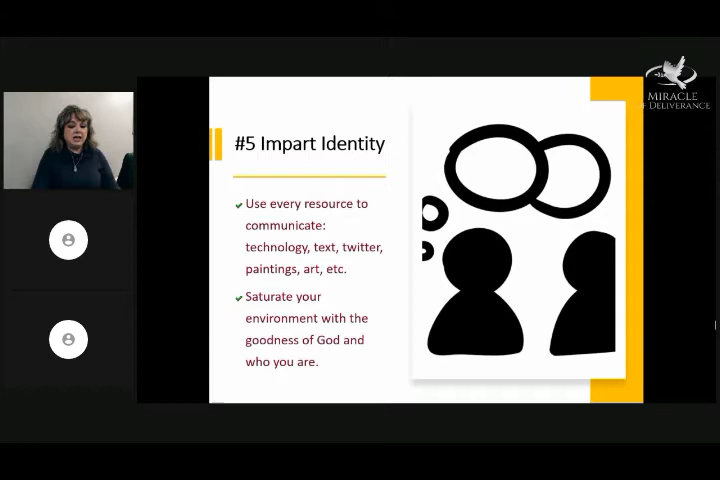 MIRACLE
OF DELIVERANCE
#5 Impart Identity
Use every resource to
communicate:
technology, text, twitter,
paintings, art, etc.
Saturate your
environment with the
goodness of God and
who you are.